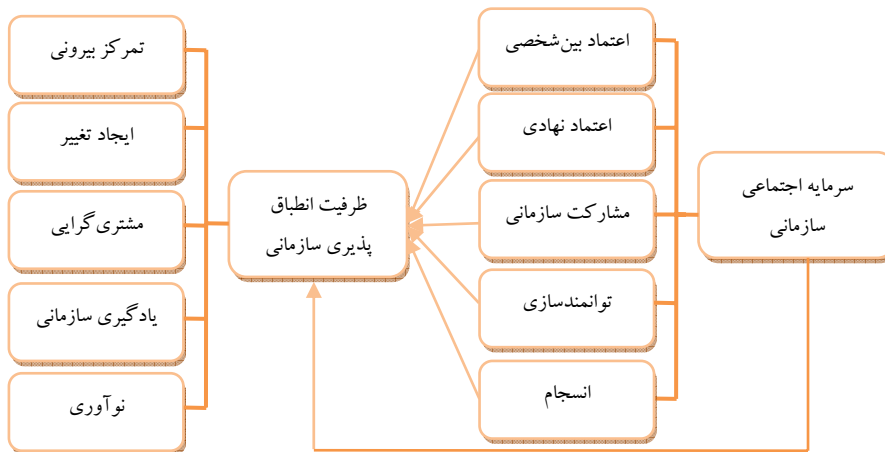 سرمایه اجتماعی
سازمانی
اعتماد بین‌شخصی
اعتماد نهادی
مشارکت سازمانی
توانمندسازی
انسجام
ظرفیت انطباق
پذیری سازمانی
تمرکز بیرونی
ایجاد تغییر
مشتری‌گرایی
یادگیری سازمانی
نوآوری